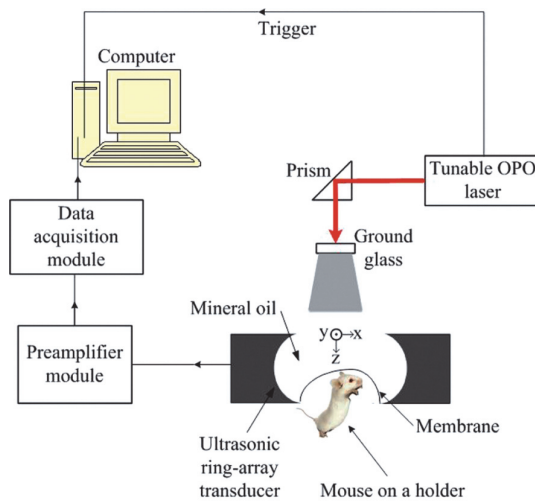 Trigger
Computer
Prism
Tunable OPO
laser
Data
acquisition
module
Ground
glass
Mineral oil
y
x
z
Preamplifier
module
Membrane
Ultrasonic
ring-array
transducer
Mouse on a holder